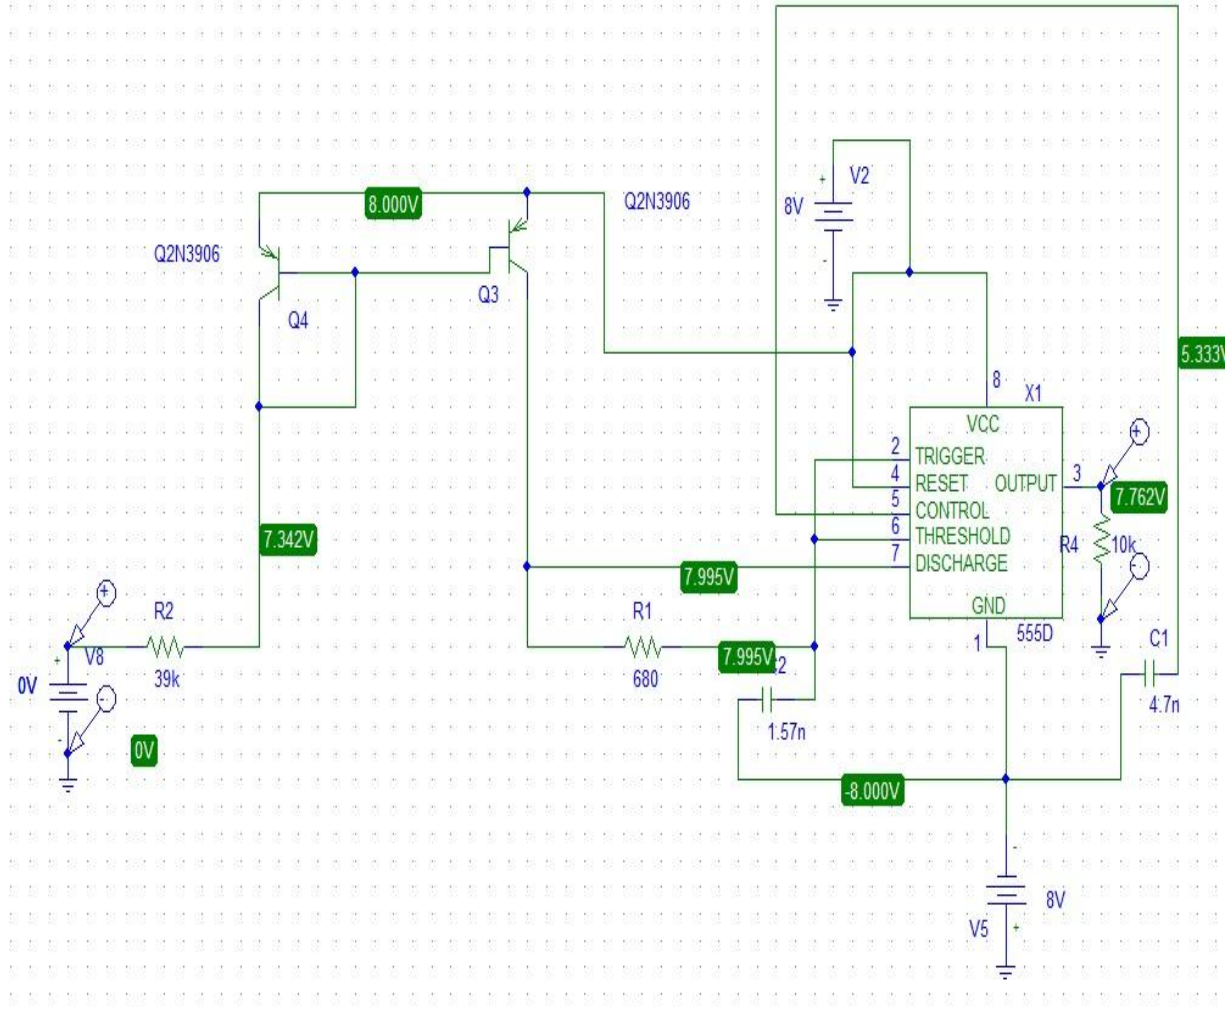 V2
8V
+
-
Q2N3906
8.000V
Q2N3906
Q3
Q4
5.333V
8
X1
VCC
2
TRIGGER
4
RESET
OUTPUT
3
5
CONTROL
6
THRESHOLD
7
DISCHARGE
GND
1
555D
+
7.762V
R4
10k
-
7.342V
7.995V
+
R2
39k
+
V8
0V
-
-
0V
R1
680
7.995V
1.57n
C1
4.7n
-8.000V
-
8V
V5
+